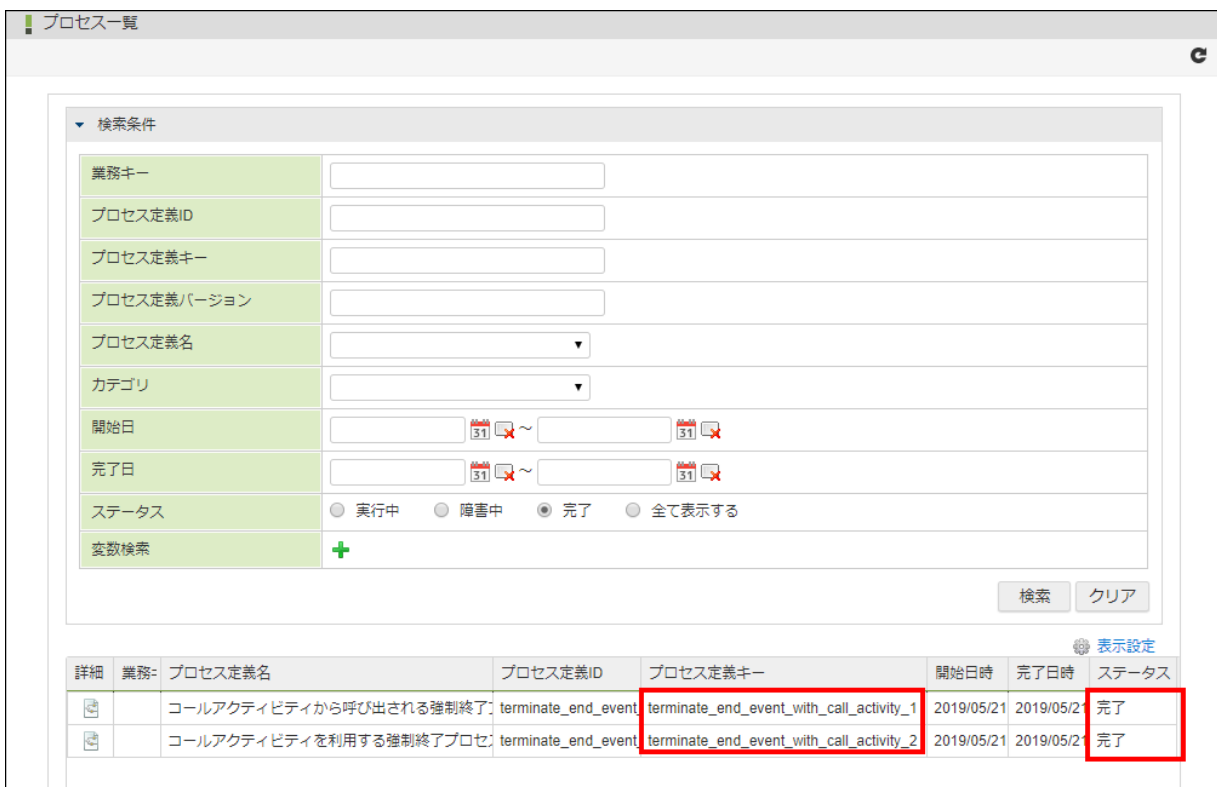 プロセス一覧
検索条件
業務キー
プロセス定義ID
プロセス定義キー
プロセス定義バージョン
プロセス定義名
カテゴリ
開始日 31 ～ 31
完了日 31 ～ 31
ステータス 実行中 障害中 完了 全て表示する
変数検索
検索 クリア
表示設定
詳細 業務 プロセス定義名 プロセス定義ID プロセス定義キー 開始日時 完了日時 ステータス
コールアクティビティから呼び出される強制終了 terminate_end_event_ terminate_end_event_with_call_activity_1 2019/05/21 2019/05/21 完了
コールアクティビティを利用する強制終了プロセ terminate_end_event_ terminate_end_event_with_call_activity_2 2019/05/21 2019/05/21 完了